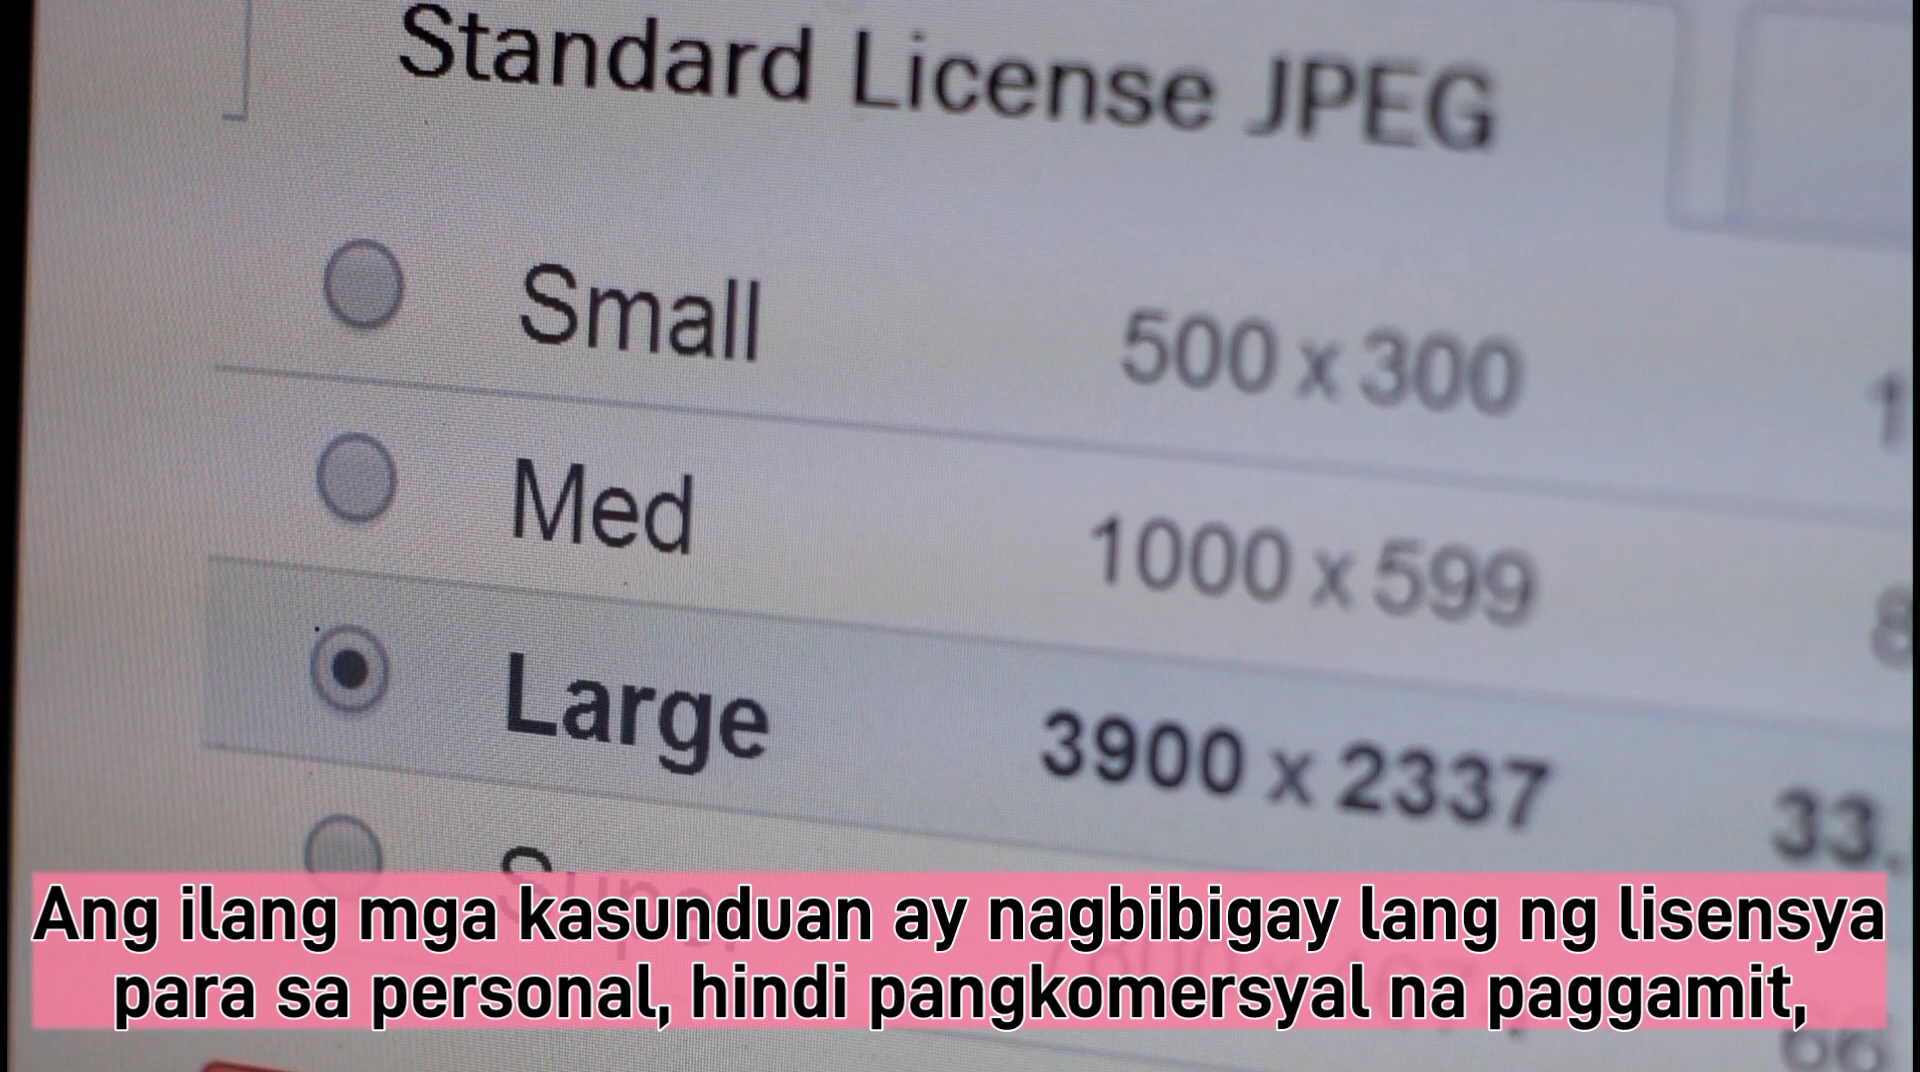 Standard License JPEG
Small 500 x 300
Med 1000 x 599
Large 3900 x 2337 33.
Super
Ang ilang mga kasunduan ay nagbibigay lang ng lisensya
para sa personal, hindi pangkomersyal na paggamit,